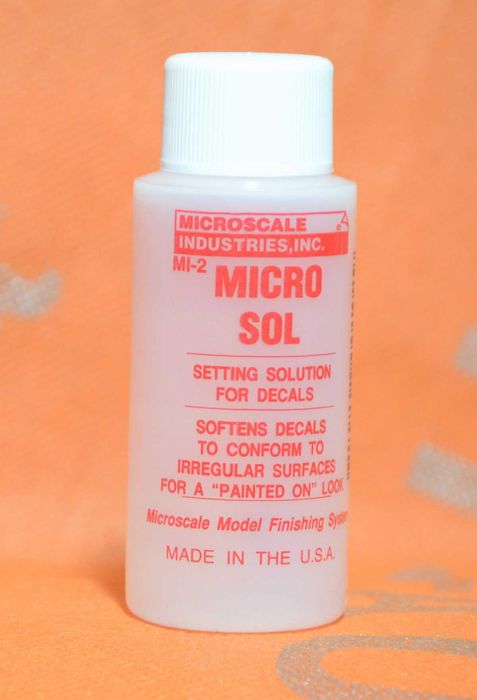 MICROSCALE
INDUSTRIES, INC.
MI-2
MICRO
SOL
SETTING SOLUTION
FOR DECALS
SOFTENS DECALS
TO CONFORM TO
IRREGULAR SURFACES
FOR A "PAINTED ON" LOOK
Microscale Model Finishing System
MADE IN THE U.S.A.